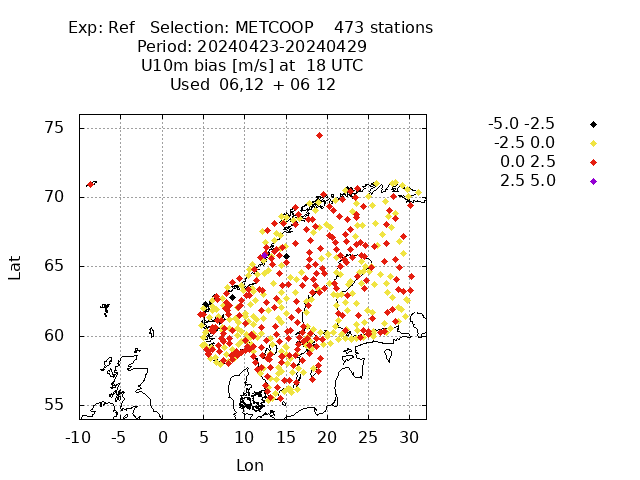 Exp: Ref   Selection: METCOOP    473 stations
Period: 20240423-20240429
U10m bias [m/s] at  18 UTC
Used  06,12  + 06 12
-5.0 -2.5
-2.5 0.0
0.0 2.5
2.5 5.0
75
70
65
60
55
Lat
-10 -5 0 5 10 15 20 25 30
Lon